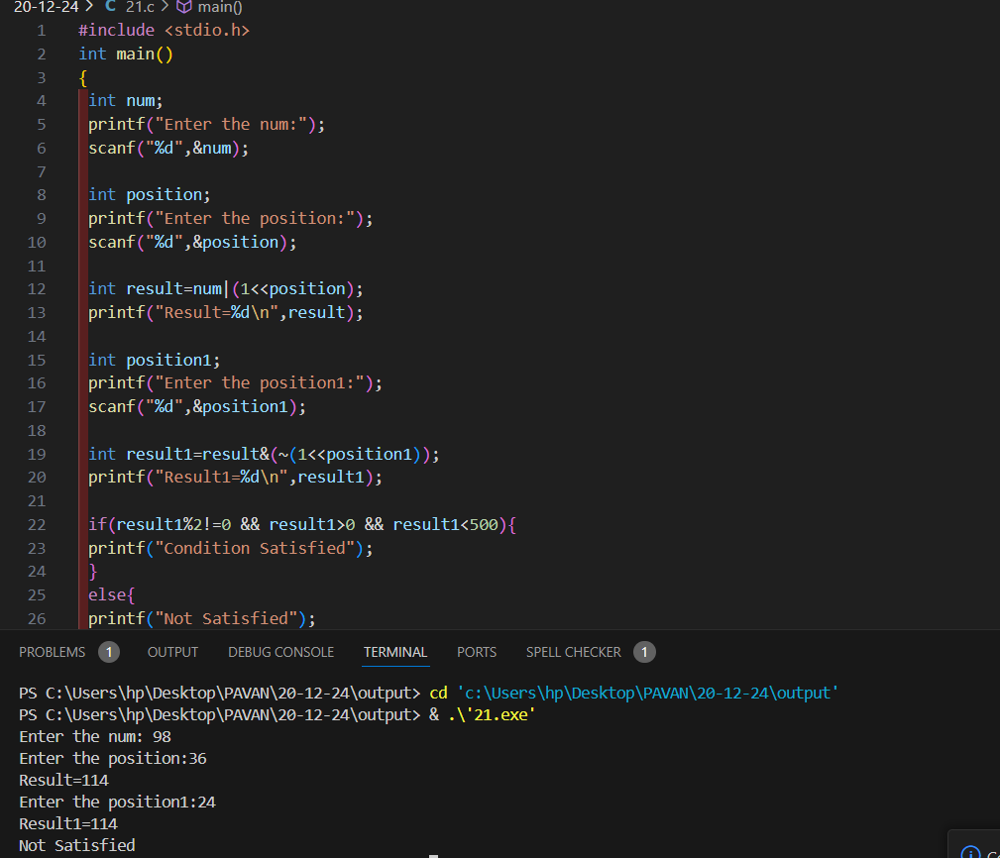 20-12-24 > C 21.c > main()
1 #include <stdio.h>
2 int main()
3 {
4 int num;
5 printf("Enter the num:");
6 scanf("%d",&num);
7
8 int position;
9 printf("Enter the position:");
10 scanf("%d",&position);
11
12 int result=num|(1<<position);
13 printf("Result=%d\n",result);
14
15 int position1;
16 printf("Enter the position1:");
17 scanf("%d",&position1);
18
19 int result1=result&(~(1<<position1));
20 printf("Result1=%d\n",result1);
21
22 if(result1%2!=0 && result1>0 && result1<500){
23 printf("Condition Satisfied");
24 }
25 else{
26 printf("Not Satisfied");
PROBLEMS 1 OUTPUT DEBUG CONSOLE TERMINAL PORTS SPELL CHECKER 1
PS C:\Users\hp\Desktop\PAVAN\20-12-24\output> cd 'c:\Users\hp\Desktop\PAVAN\20-12-24\output'
PS C:\Users\hp\Desktop\PAVAN\20-12-24\output> & .\'21.exe'
Enter the num: 98
Enter the position:36
Result=114
Enter the position1:24
Result1=114
Not Satisfied